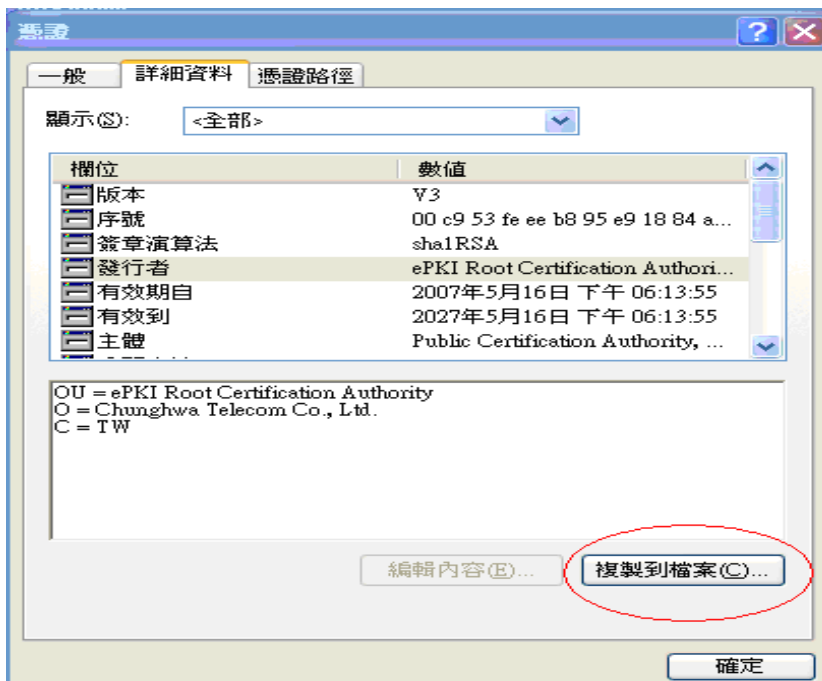 憑證
一般 詳細資料 憑證路徑
顯示(S): <全部>
欄位 數值
版本 V3
序號 00 c9 53 fe ee b8 95 e9 18 84 a...
簽章演算法 sha1RSA
發行者 ePKI Root Certification Authori...
有效期自 2007年5月16日 下午 06:13:55
有效到 2027年5月16日 下午 06:13:55
主體 Public Certification Authority, ...
OU = ePKI Root Certification Authority
O = Chunghwa Telecom Co., Ltd.
C = TW
編輯內容(E)... 複製到檔案(C)...
確定